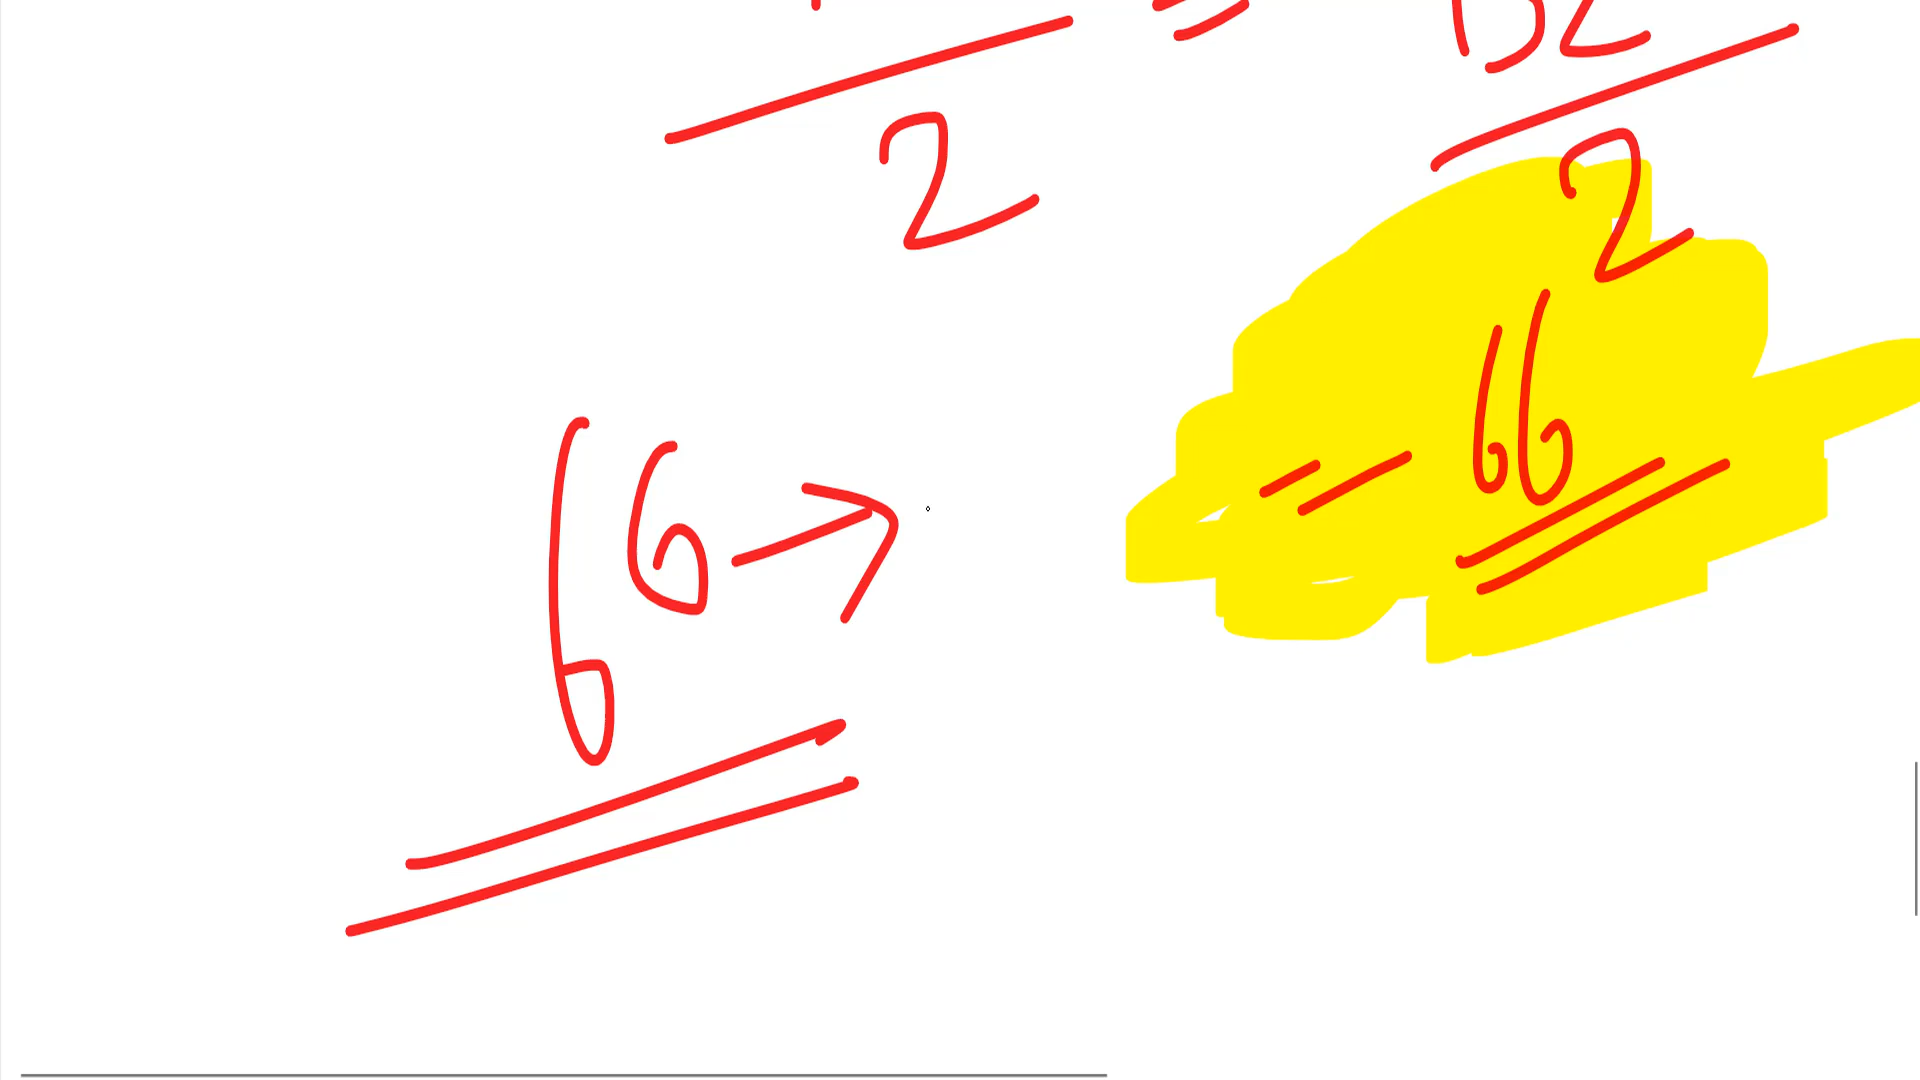 = 132
2 2
= 66
66 →